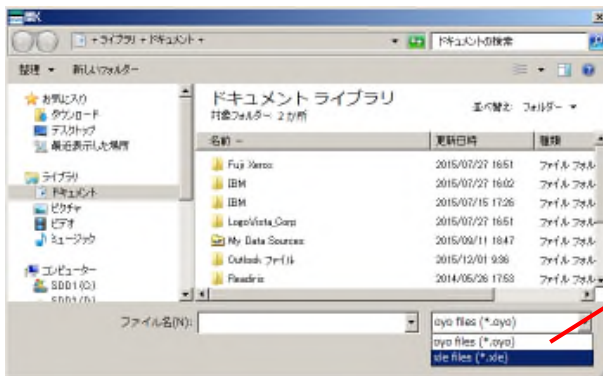 開く
ライブラリ ドキュメント
ドキュメントの検索
整理 新しいフォルダー
ドキュメント ライブラリ
対象フォルダー: 2 か所
並べ替え: フォルダー
名前 更新日時 種類
お気に入り
ダウンロード
デスクトップ
最近表示した場所
ライブラリ
ドキュメント
ピクチャ
ビデオ
ミュージック
コンピューター
SDD1 (C:)
SDD1 (D:)
Fuji Xerox 2015/07/27 16:51 ファイル フォル
IBM 2015/07/27 16:02 ファイル フォル
IBM 2015/07/15 17:26 ファイル フォル
LogoVista_Corp 2015/07/27 16:51 ファイル フォル
My Data Sources 2015/09/11 18:47 ファイル フォル
Outlook ファイル 2015/12/01 9:36 ファイル フォル
Readiris 2014/05/26 17:53 ファイル フォル
ファイル名(N):
oyo files (*.oyo)
oyo files (*.oyo)
xle files (*.xle)